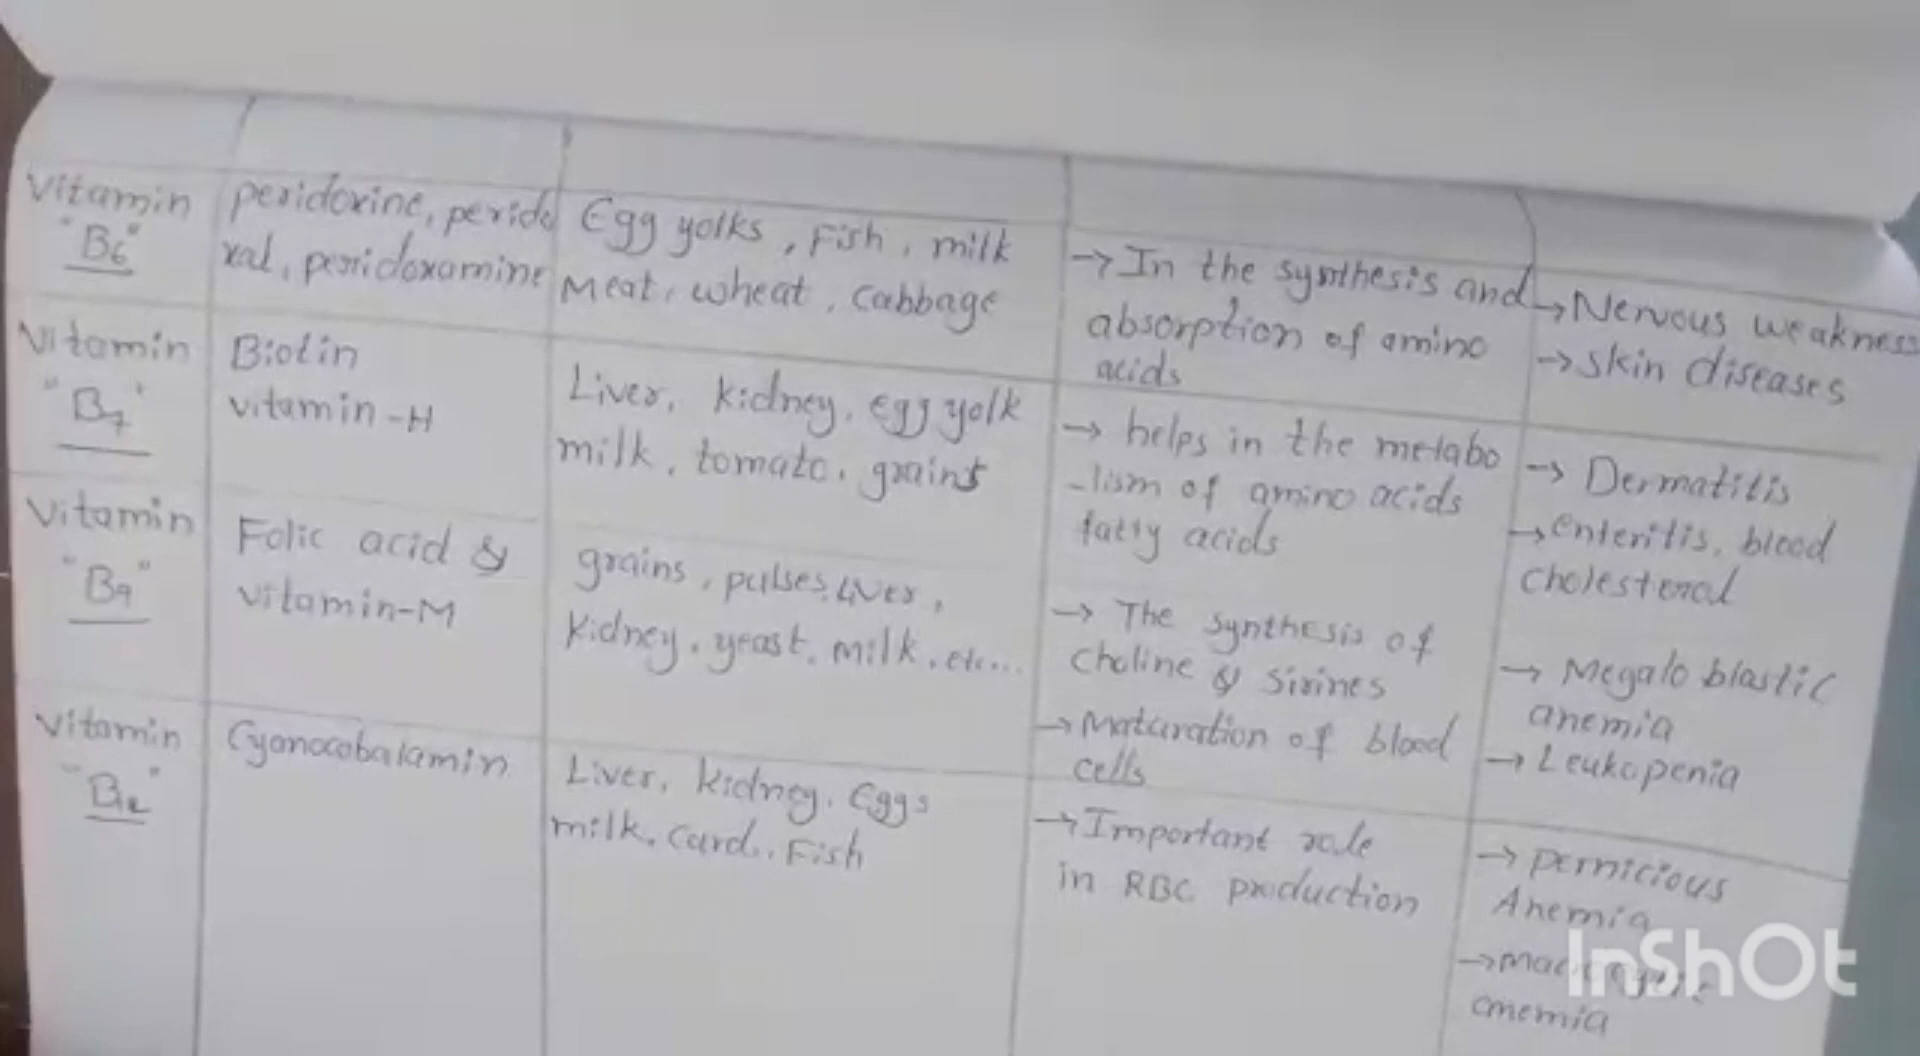 Vitamin
"B6"
peridoxine, perido
xal, perridoxamine
Egg yolks, Fish, milk
Meat, wheat, cabbage
→ In the synthesis and
absorption of amino
acids
→ Nervous weakness
→ skin diseases
Vitamin
"B7"
Biotin
vitamin-H
Liver, kidney, egg yolk
milk, tomato, grains
→ helps in the metabo
-lism of amino acids
fatty acids
→ Dermatitis
→ enteritis, blood
cholesterol
Vitamin
"B9"
Folic acid &
vitamin-M
grains, pulses, Liver,
kidney, yeast, milk, etc...
→ The synthesis of
choline & sirines
→ Maturation of blood
cells
→ Megalo blastic
anemia
→ Leukopenia
Vitamin
"B12"
Cyanocobalamin
Liver, kidney, Eggs
milk, card, Fish
→ Important role
in RBC production
→ pernicious
Anemia
→ macrocytic
anemia
InShOt